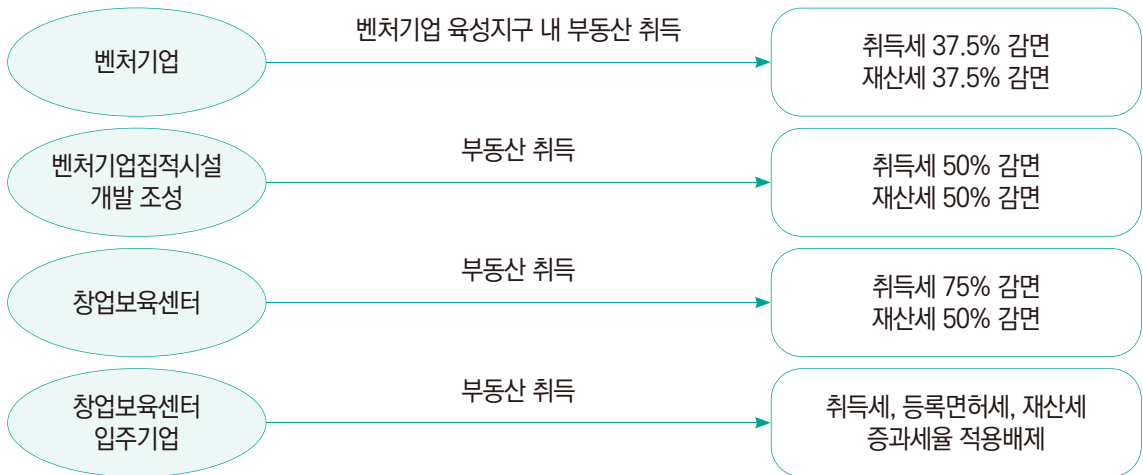 벤처기업
벤처기업 육성지구 내 부동산 취득
취득세 37.5% 감면
재산세 37.5% 감면
벤처기업집적시설
개발 조성
부동산 취득
취득세 50% 감면
재산세 50% 감면
창업보육센터
부동산 취득
취득세 75% 감면
재산세 50% 감면
창업보육센터
입주기업
부동산 취득
취득세, 등록면허세, 재산세
중과세율 적용배제